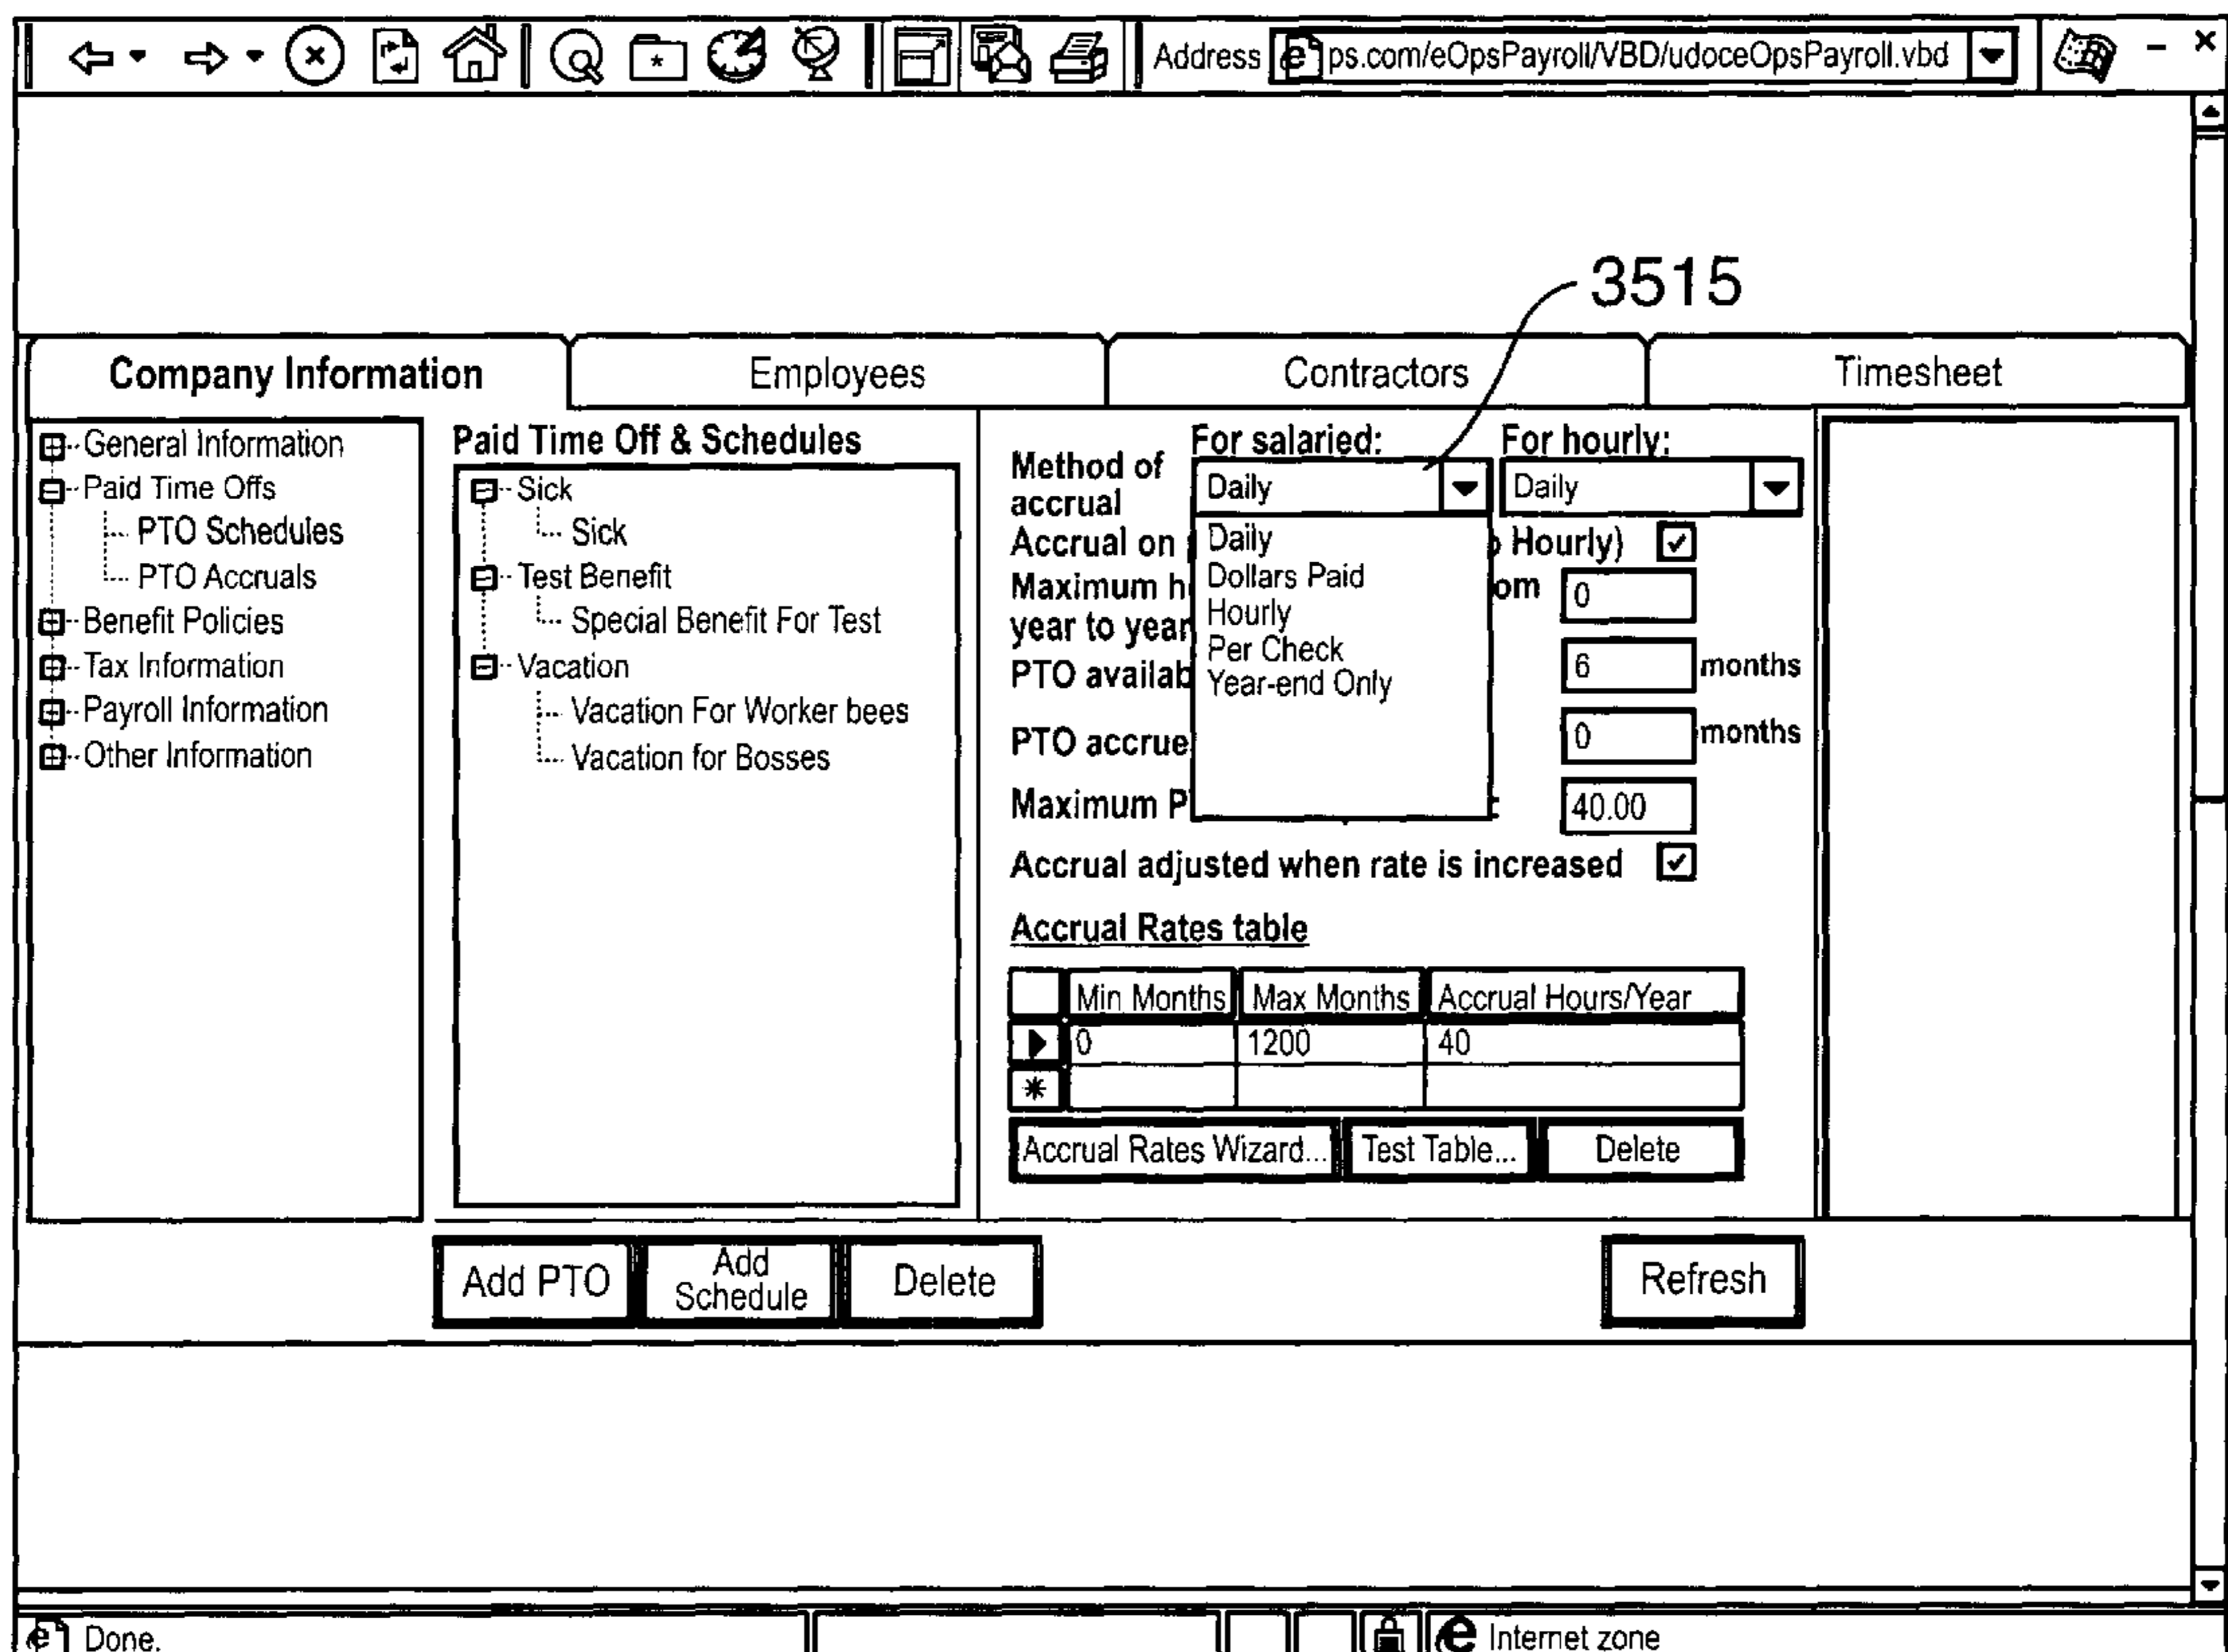 Address ps.com/eOpsPayroll/VBD/udoceOpsPayroll.vbd
3515
Company Information
Employees
Contractors
Timesheet
General Information
Paid Time Offs
PTO Schedules
PTO Accruals
Benefit Policies
Tax Information
Payroll Information
Other Information
Paid Time Off & Schedules
Sick
Sick
Test Benefit
Special Benefit For Test
Vacation
Vacation For Worker bees
Vacation for Bosses
Method of
accrual
For salaried:
For hourly:
Daily
Daily
Daily
Dollars Paid
Hourly
Per Check
Year-end Only
Accrual on Hourly)
Maximum h om 0
year to year
PTO availab 6 months
PTO accrue 0 months
Maximum P 40.00
Accrual adjusted when rate is increased
Accrual Rates table
Min Months Max Months Accrual Hours/Year
0 1200 40
Accrual Rates Wizard... Test Table... Delete
Add PTO
Add
Schedule
Delete
Refresh
Done.
Internet zone